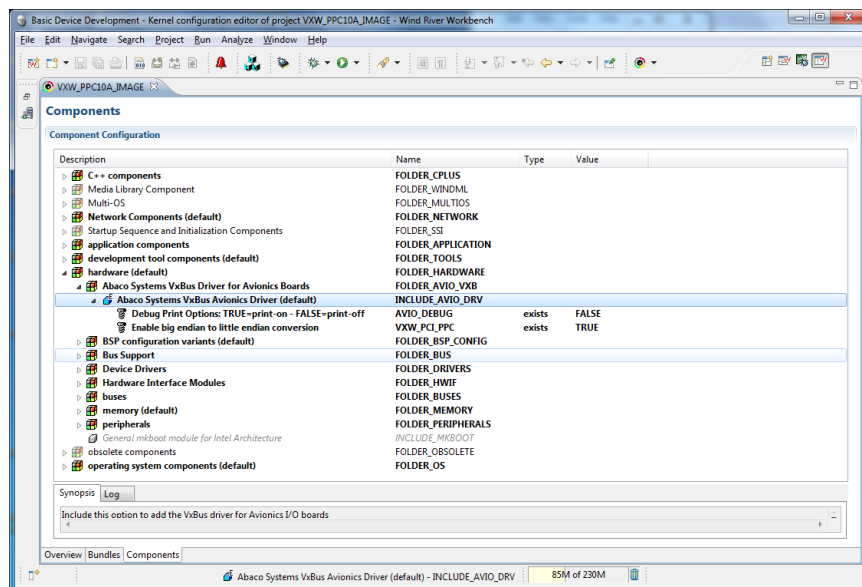 Basic Device Development - Kernel configuration editor of project VXW_PPC10A_IMAGE - Wind River Workbench
File Edit Navigate Search Project Run Analyze Window Help
VXW_PPC10A_IMAGE
Components
Component Configuration
Description Name Type Value
C++ components FOLDER_CPLUS
Media Library Component FOLDER_WINDML
Multi-OS FOLDER_MULTIOS
Network Components (default) FOLDER_NETWORK
Startup Sequence and Initialization Components FOLDER_SSI
application components FOLDER_APPLICATION
development tool components (default) FOLDER_TOOLS
hardware (default) FOLDER_HARDWARE
Abaco Systems VxBus Driver for Avionics Boards FOLDER_AVIO_VXB
Abaco Systems VxBus Avionics Driver (default) INCLUDE_AVIO_DRV
Debug Print Options: TRUE=print-on - FALSE=print-off AVIO_DEBUG exists FALSE
Enable big endian to little endian conversion VXW_PCI_PPC exists TRUE
BSP configuration variants (default) FOLDER_BSP_CONFIG
Bus Support FOLDER_BUS
Device Drivers FOLDER_DRIVERS
Hardware Interface Modules FOLDER_HWIF
buses FOLDER_BUSES
memory (default) FOLDER_MEMORY
peripherals FOLDER_PERIPHERALS
General mkboot module for Intel Architecture INCLUDE_MKBOOT
obsolete components FOLDER_OBSOLETE
operating system components (default) FOLDER_OS
Synopsis Log
Include this option to add the VxBus driver for Avionics I/O boards
Overview Bundles Components
Abaco Systems VxBus Avionics Driver (default) - INCLUDE_AVIO_DRV 85M of 230M